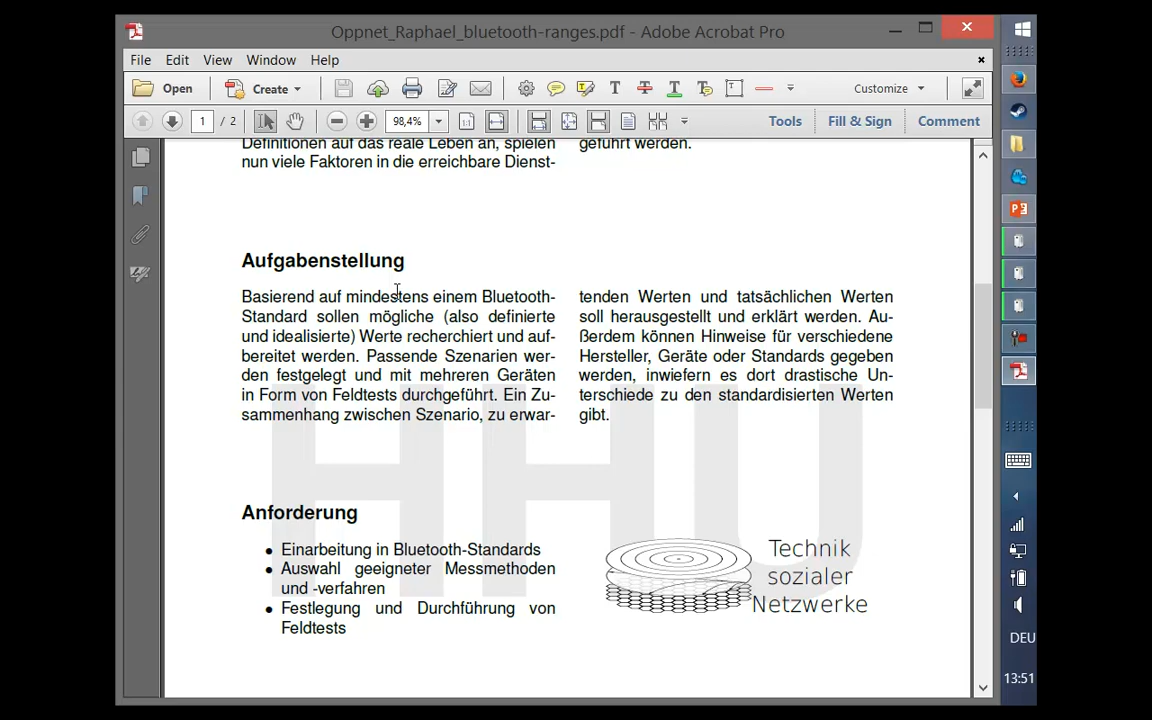 Oppnet_Raphael_bluetooth-ranges.pdf - Adobe Acrobat Pro
File Edit View Window Help
Open Create Customize
1 / 2 98,4% Tools Fill & Sign Comment
Definitionen auf das reale Leben an, spielen
nun viele Faktoren in die erreichbare Dienst-
geführt werden.
Aufgabenstellung
Basierend auf mindestens einem Bluetooth-
Standard sollen mögliche (also definierte
und idealisierte) Werte recherchiert und auf-
bereitet werden. Passende Szenarien wer-
den festgelegt und mit mehreren Geräten
in Form von Feldtests durchgeführt. Ein Zu-
sammenhang zwischen Szenario, zu erwar-
tenden Werten und tatsächlichen Werten
soll herausgestellt und erklärt werden. Au-
ßerdem können Hinweise für verschiedene
Hersteller, Geräte oder Standards gegeben
werden, inwiefern es dort drastische Un-
terschiede zu den standardisierten Werten
gibt.
HHU
Anforderung
• Einarbeitung in Bluetooth-Standards
• Auswahl geeigneter Messmethoden
und -verfahren
• Festlegung und Durchführung von
Feldtests
Technik
sozialer
Netzwerke
DEU
13:51